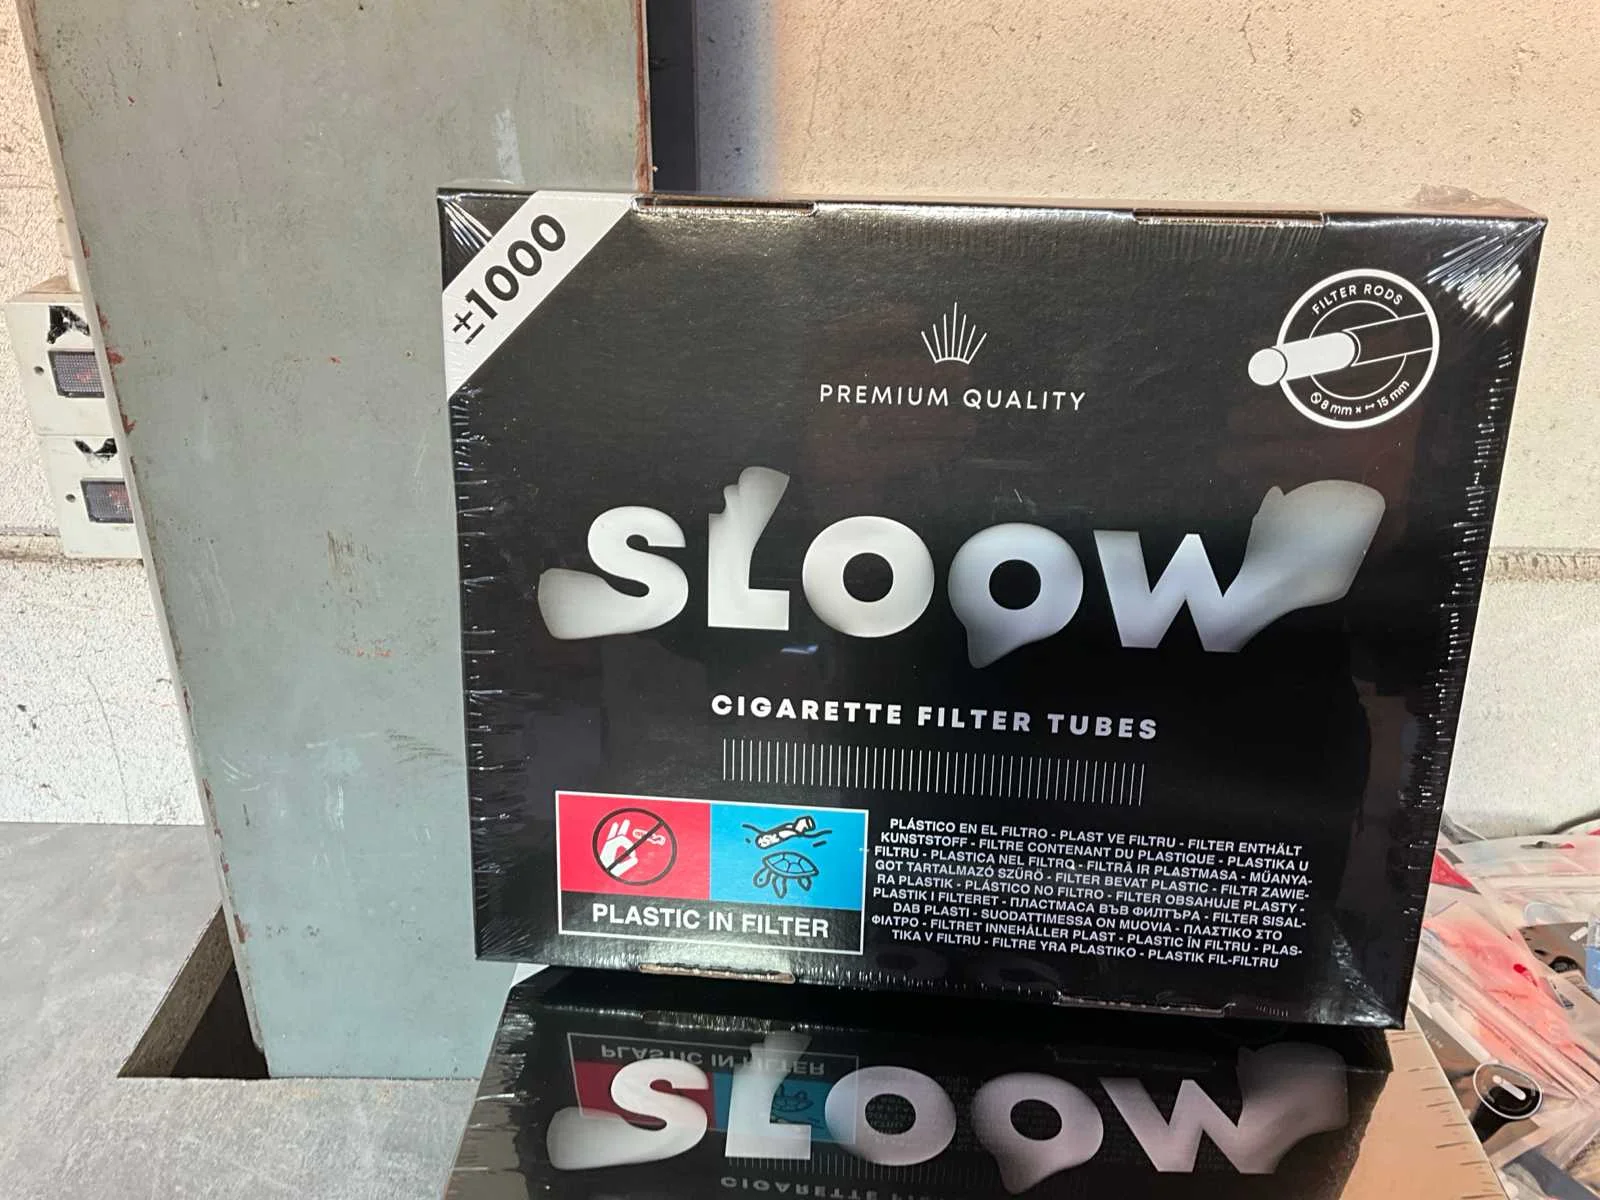 ±1000
FILTER RODS
⌀ 8 mm × ↔ 15 mm
PREMIUM QUALITY
SLOOW
CIGARETTE FILTER TUBES
PLASTIC IN FILTER
PLÁSTICO EN EL FILTRO - PLAST VE FILTRU - FILTER ENTHÄLT
KUNSTSTOFF - FILTRE CONTENANT DU PLASTIQUE - PLASTIKA U
FILTRU - PLASTICA NEL FILTRO - FILTRĀ IR PLASTMASA - MŰANYA-
GOT TARTALMAZÓ SZŰRŐ - FILTER BEVAT PLASTIC - FILTR ZAWIE-
RA PLASTIK - PLÁSTICO NO FILTRO - FILTER OBSAHUJE PLASTY -
PLASTIK I FILTERET - ПЛАСТМАСА ВЪВ ФИЛТЪРА - FILTER SISAL-
DAB PLASTI - SUODATTIMESSA ON MUOVIA - ΠΛΑΣΤΙΚΟ ΣΤΟ
ΦΙΛΤΡΟ - FILTRET INNEHÅLLER PLAST - PLASTIC ÎN FILTRU - PLAS-
TIKA V FILTRU - FILTRE YRA PLASTIKO - PLASTIK FIL-FILTRU
SLOOW